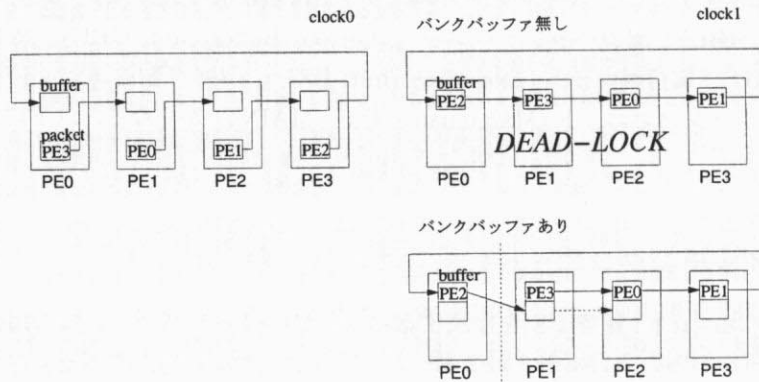 clock0
buffer
packet
PE3
PE0
PE1
PE2
PE0
PE1
PE2
PE3
バンクバッファ無し
clock1
buffer
PE2
PE3
PE0
PE1
DEAD-LOCK
PE0
PE1
PE2
PE3
バンクバッファあり
buffer
PE2
PE3
PE0
PE1
PE0
PE1
PE2
PE3